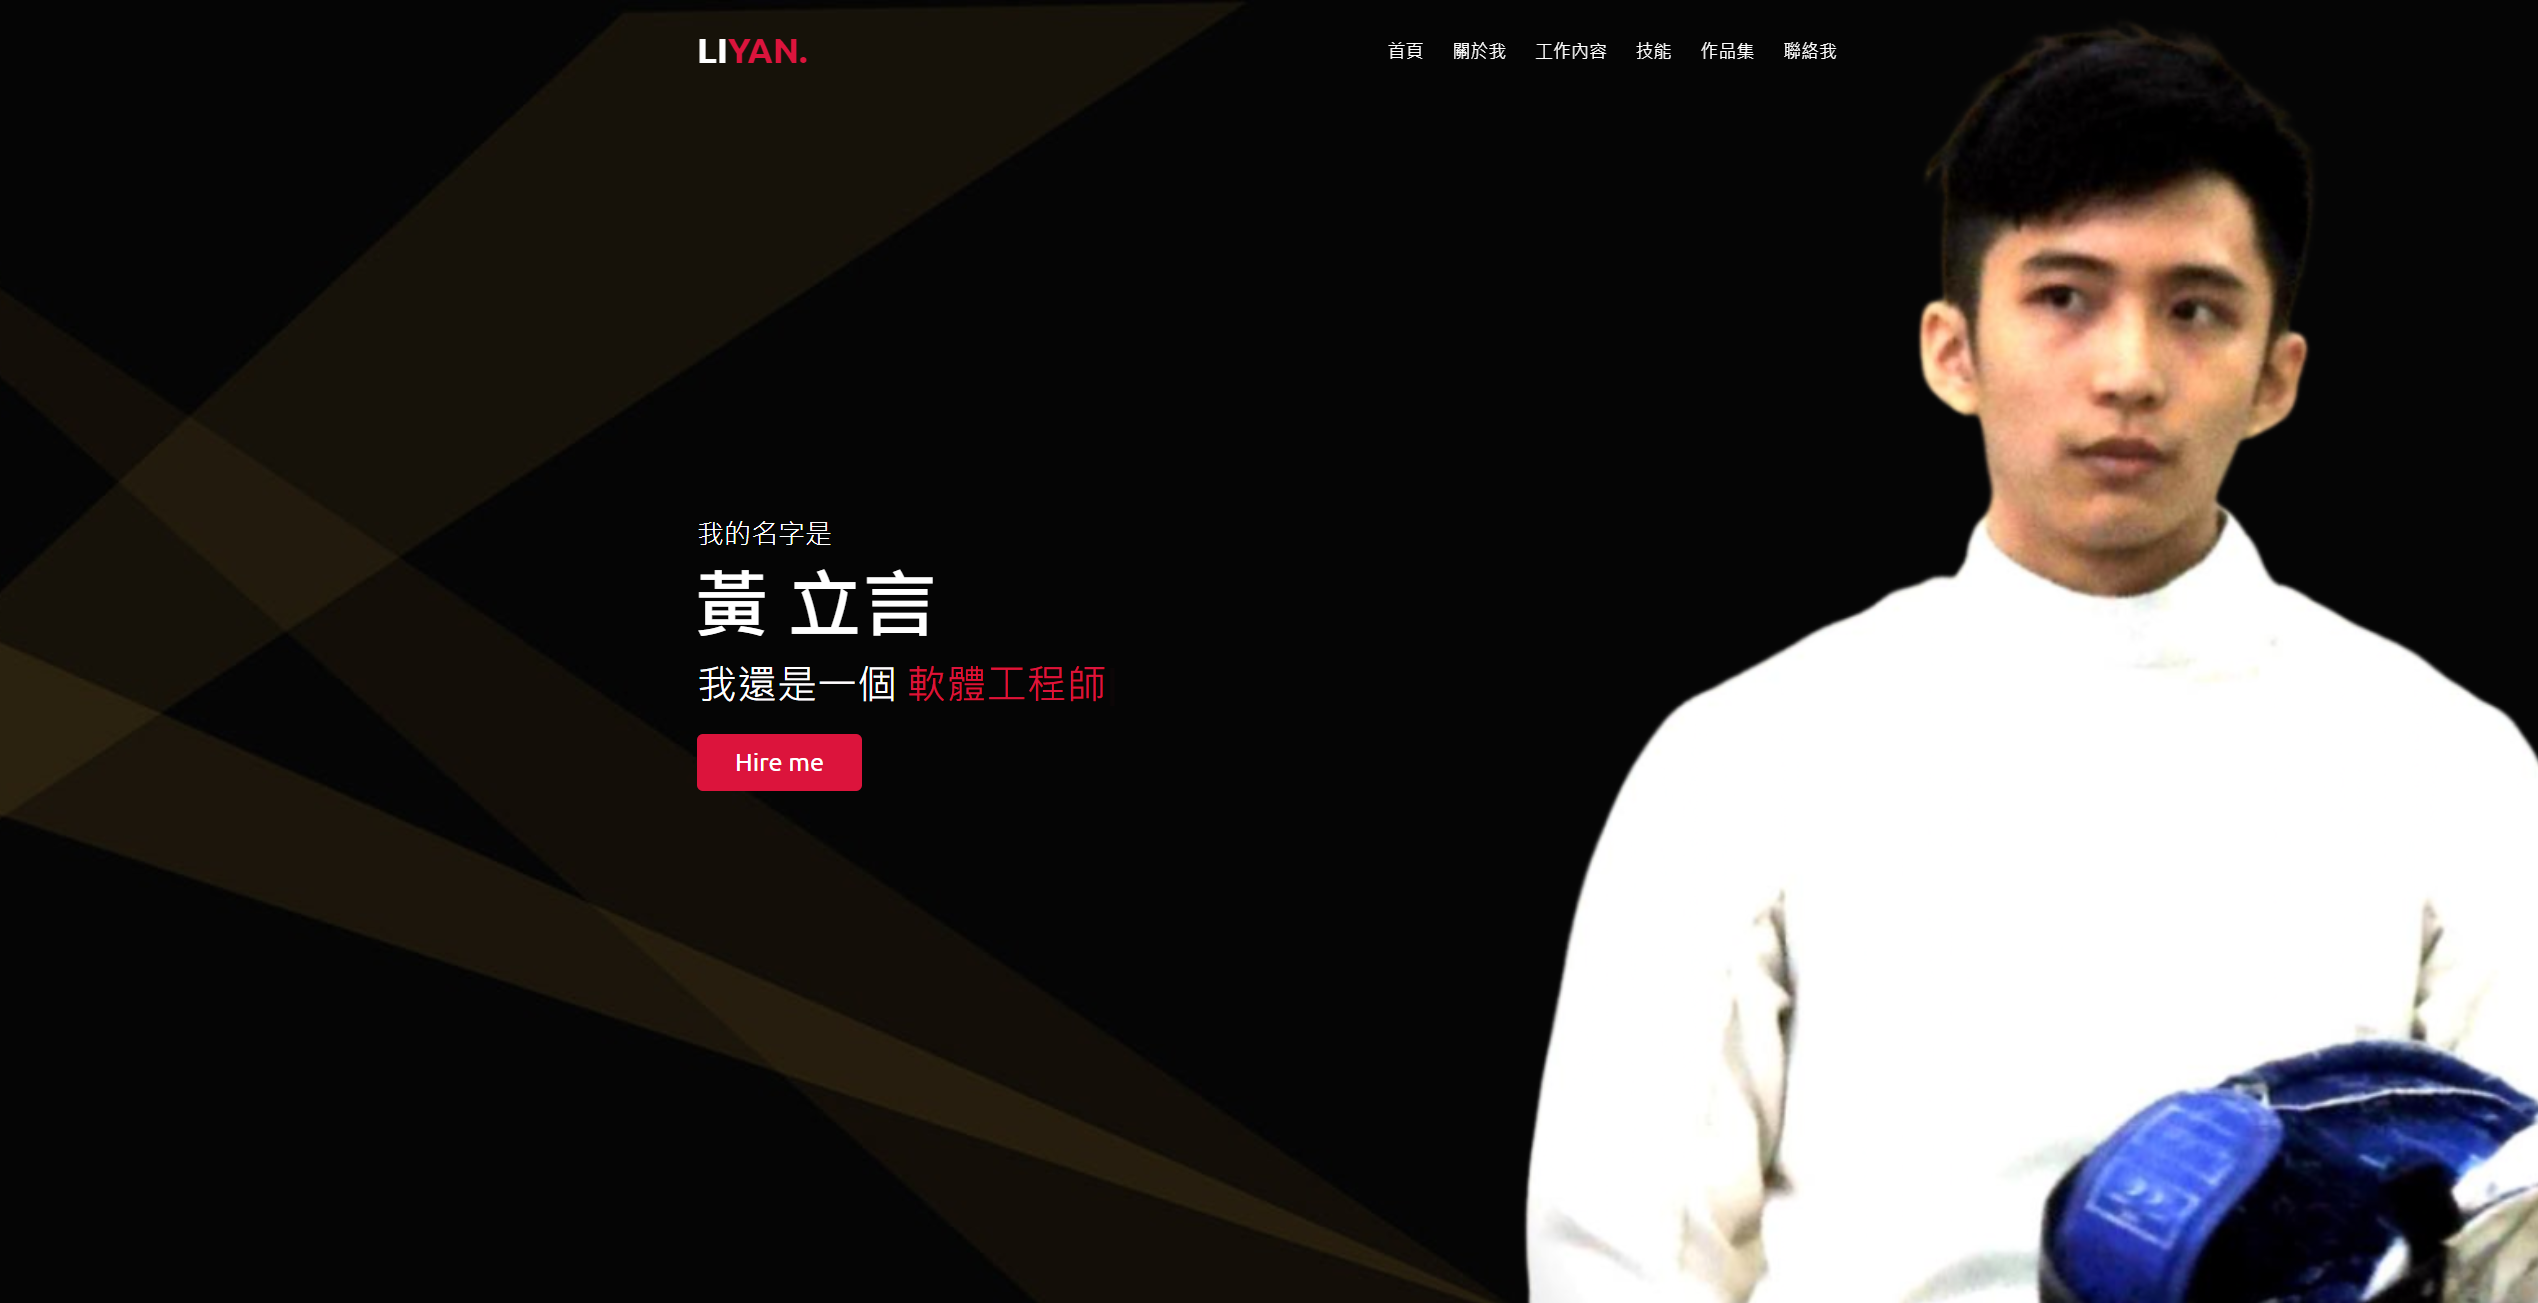 LIYAN.
首頁 關於我 工作內容 技能 作品集 聯絡我
我的名字是
黃 立言
我還是一個 軟體工程師
Hire me